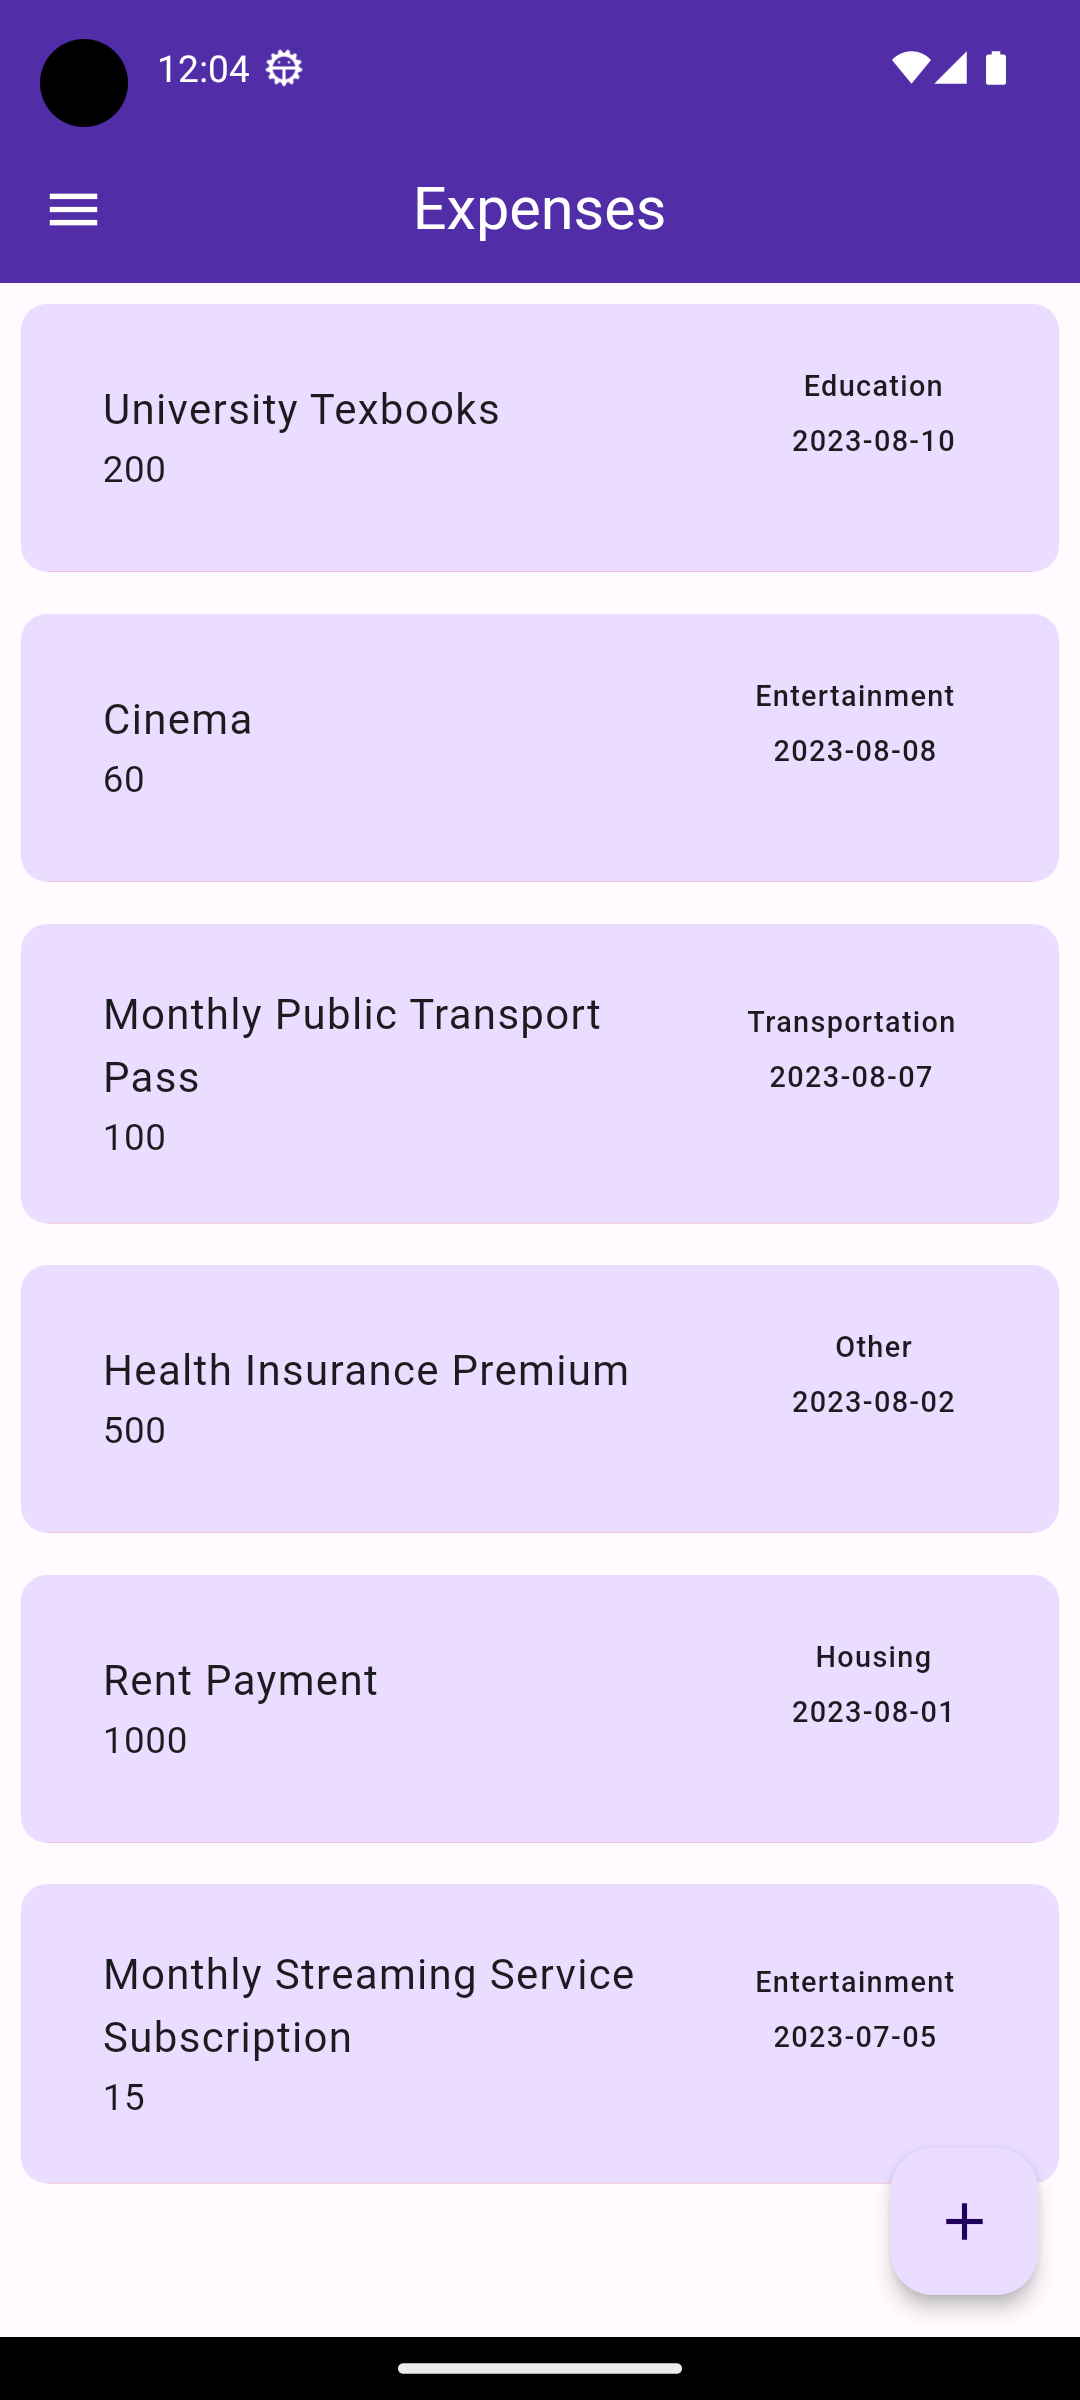 12:04
Expenses
University Texbooks
200
Education
2023-08-10
Cinema
60
Entertainment
2023-08-08
Monthly Public Transport
Pass
100
Transportation
2023-08-07
Health Insurance Premium
500
Other
2023-08-02
Rent Payment
1000
Housing
2023-08-01
Monthly Streaming Service
Subscription
15
Entertainment
2023-07-05